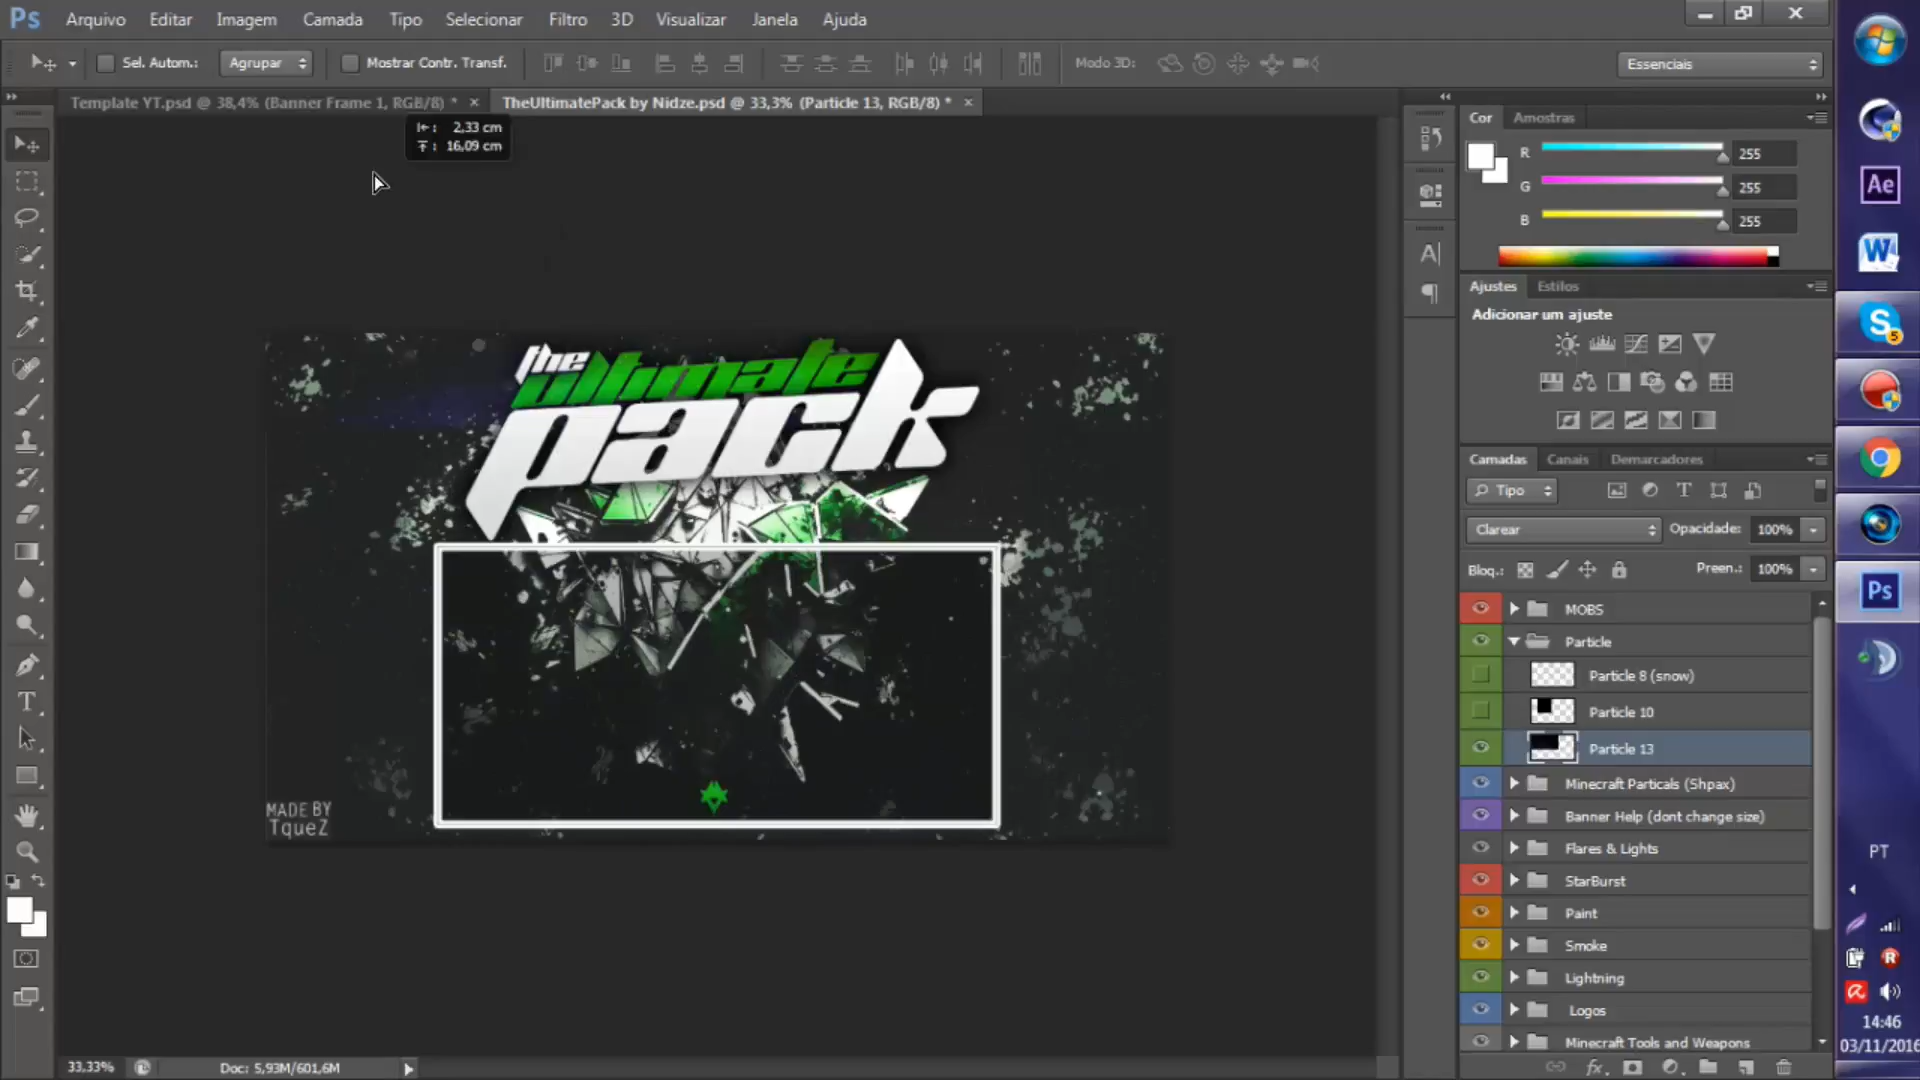 Ps Arquivo Editar Imagem Camada Tipo Selecionar Filtro 3D Visualizar Janela Ajuda
Sel. Autom.: Agrupar Mostrar Contr. Transf. Modo 3D: Essenciais
Template YT.psd @ 38,4% (Banner Frame 1, RGB/8) * × TheUltimatePack by Nidze.psd @ 33,3% (Particle 13, RGB/8) * ×
2,33 cm
16,09 cm
Cor Amostras
R 255
G 255
B 255
Ajustes Estilos
Adicionar um ajuste
the
ultimate
pack
MADE BY
TqueZ
Camadas Canais Demarcadores
Tipo
Clarear Opacidade: 100%
Bloq.: Preen.: 100%
MOBS
Particle
Particle 8 (snow)
Particle 10
Particle 13
Minecraft Particals (Shpax)
Banner Help (dont change size)
Flares & Lights
StarBurst
Paint
Smoke
Lightning
Logos
Minecraft Tools and Weapons
33,33% Doc: 5,93M/601,6M
fx
Ae
W
S
5
Ps
PT
R
14:46
03/11/2016